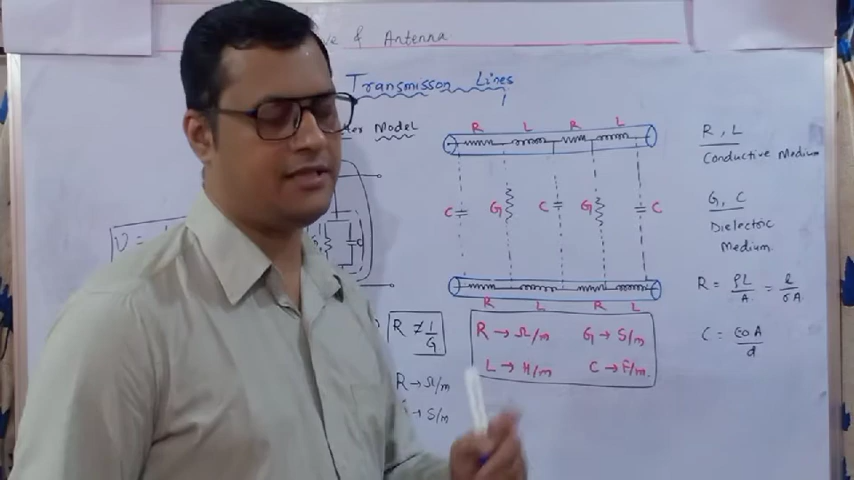 & Antenna
Transmisson Lines
Model
R L R L
C G C G C
R L R L
R ≠ 1/G
R → Ω/m
→ S/m
R → Ω/m G → S/m
L → H/m C → F/m.
R, L
Conductive Medium
G, C
Dielectric
Medium
R = ρL/A = l/σA
C = ε0A/d